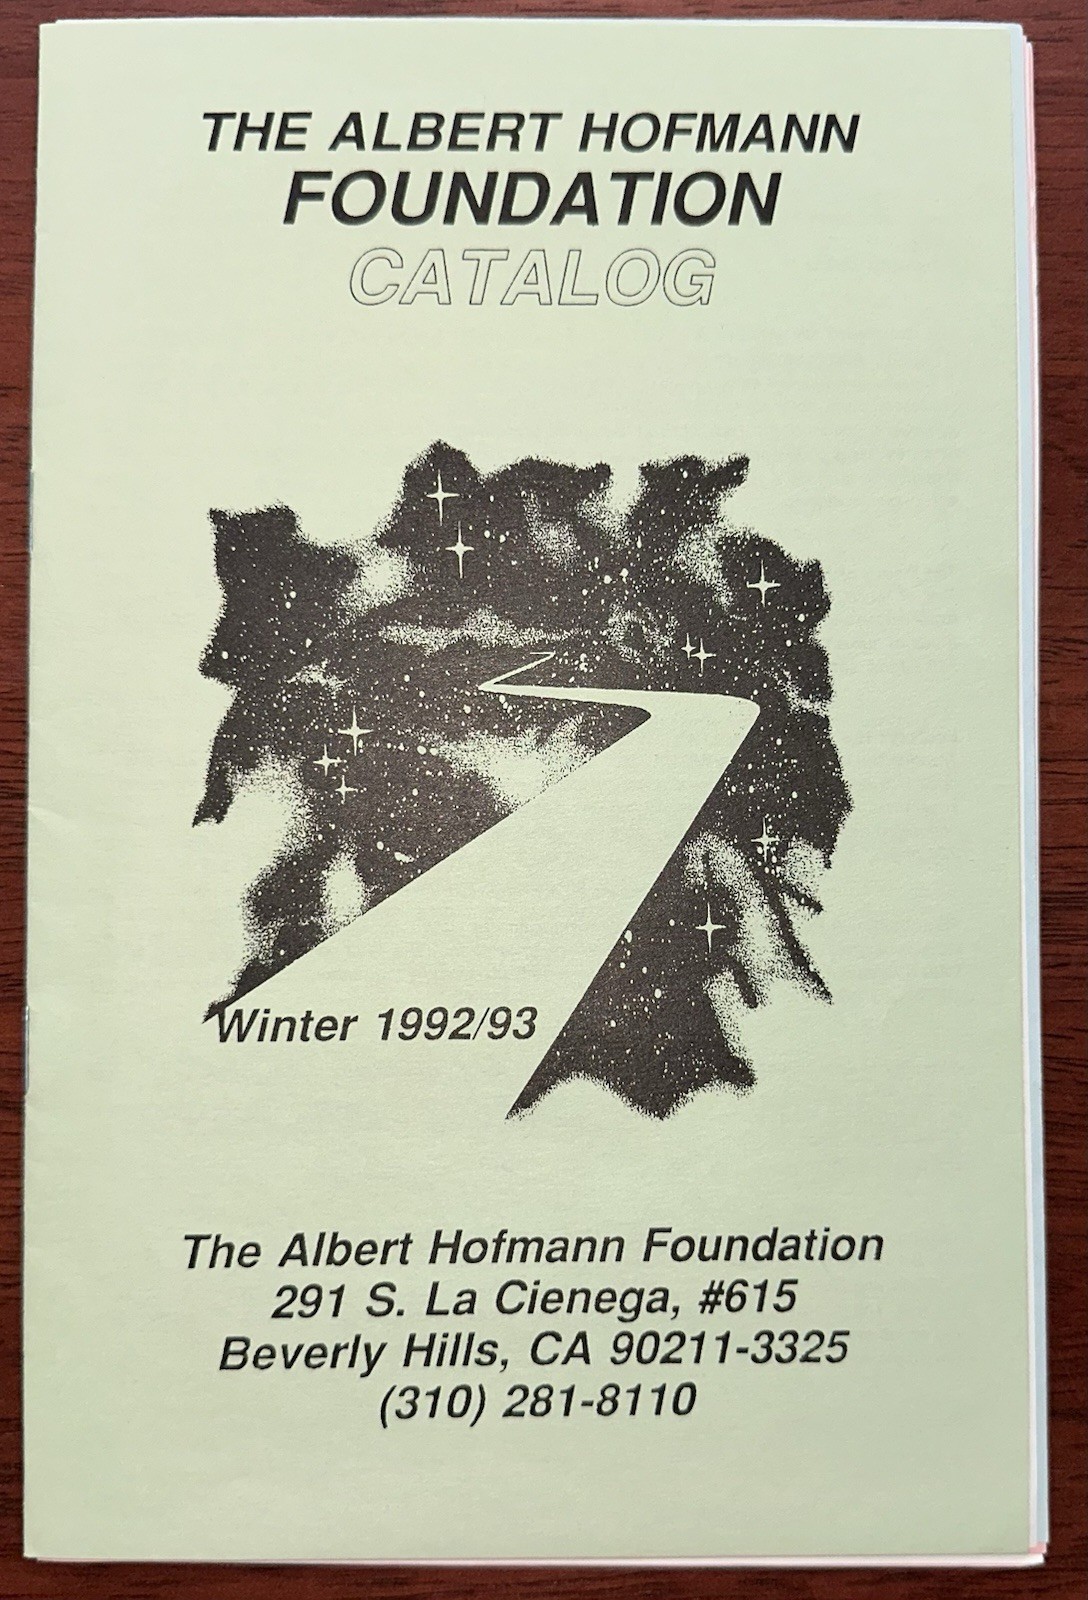 THE ALBERT HOFMANN
FOUNDATION
CATALOG
Winter 1992/93
The Albert Hofmann Foundation
291 S. La Cienega, #615
Beverly Hills, CA 90211-3325
(310) 281-8110